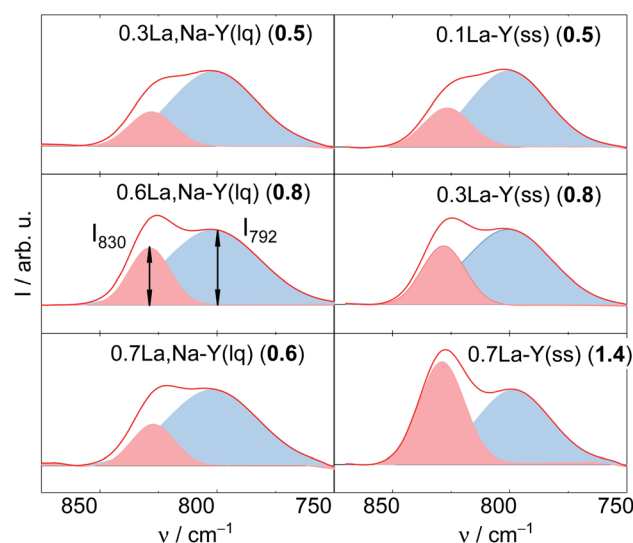 0.3La,Na-Y(lq) (0.5)
0.1La-Y(ss) (0.5)
0.6La,Na-Y(lq) (0.8)
0.3La-Y(ss) (0.8)
I830
I792
I / arb. u.
0.7La,Na-Y(lq) (0.6)
0.7La-Y(ss) (1.4)
850 800 750 850 800 750
ν / cm⁻¹ ν / cm⁻¹